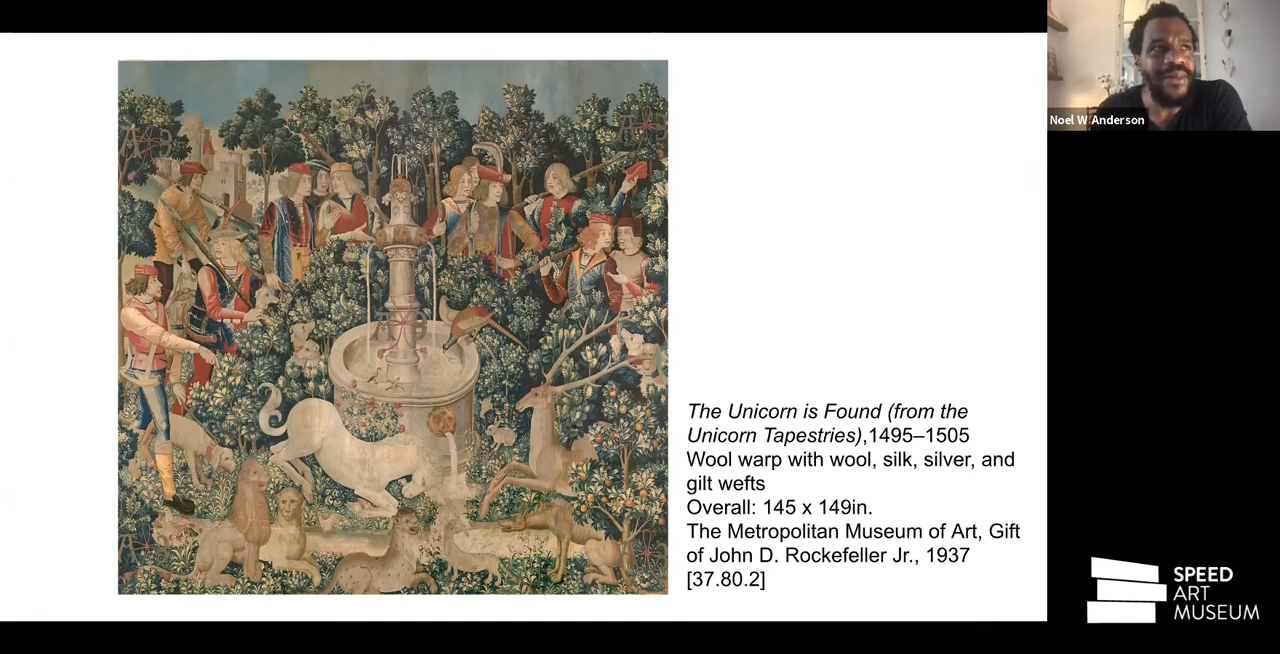 Noel W Anderson
The Unicorn is Found (from the
Unicorn Tapestries),1495–1505
Wool warp with wool, silk, silver, and
gilt wefts
Overall: 145 x 149in.
The Metropolitan Museum of Art, Gift
of John D. Rockefeller Jr., 1937
[37.80.2]
SPEED
ART
MUSEUM